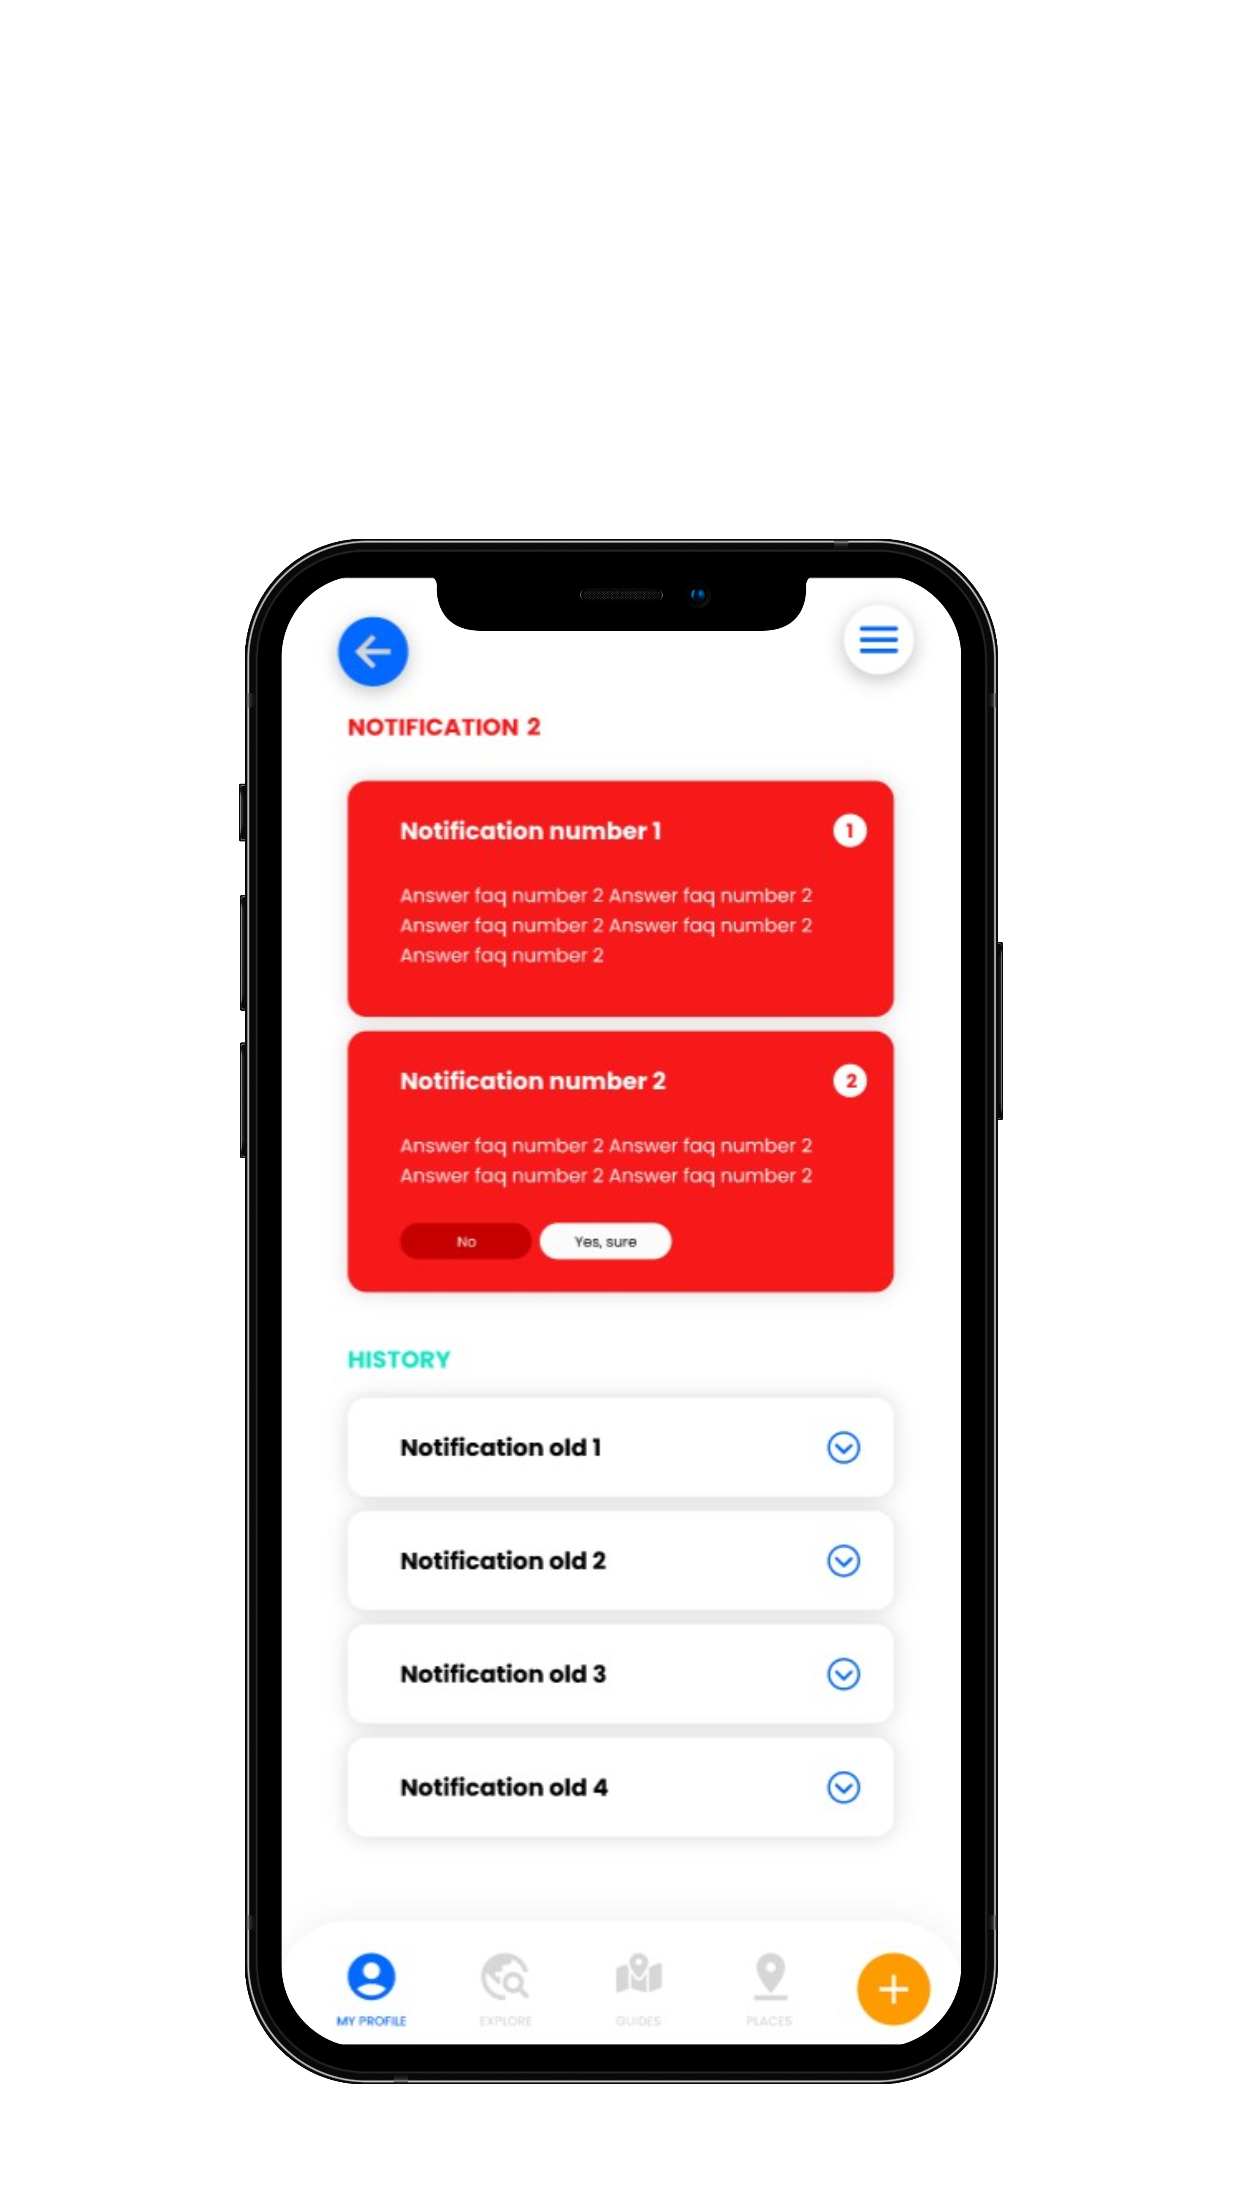 NOTIFICATION 2
Notification number 1
1
Answer faq number 2 Answer faq number 2
Answer faq number 2 Answer faq number 2
Answer faq number 2
Notification number 2
2
Answer faq number 2 Answer faq number 2
Answer faq number 2 Answer faq number 2
No
Yes, sure
HISTORY
Notification old 1
Notification old 2
Notification old 3
Notification old 4
MY PROFILE
EXPLORE
GUIDES
PLACES